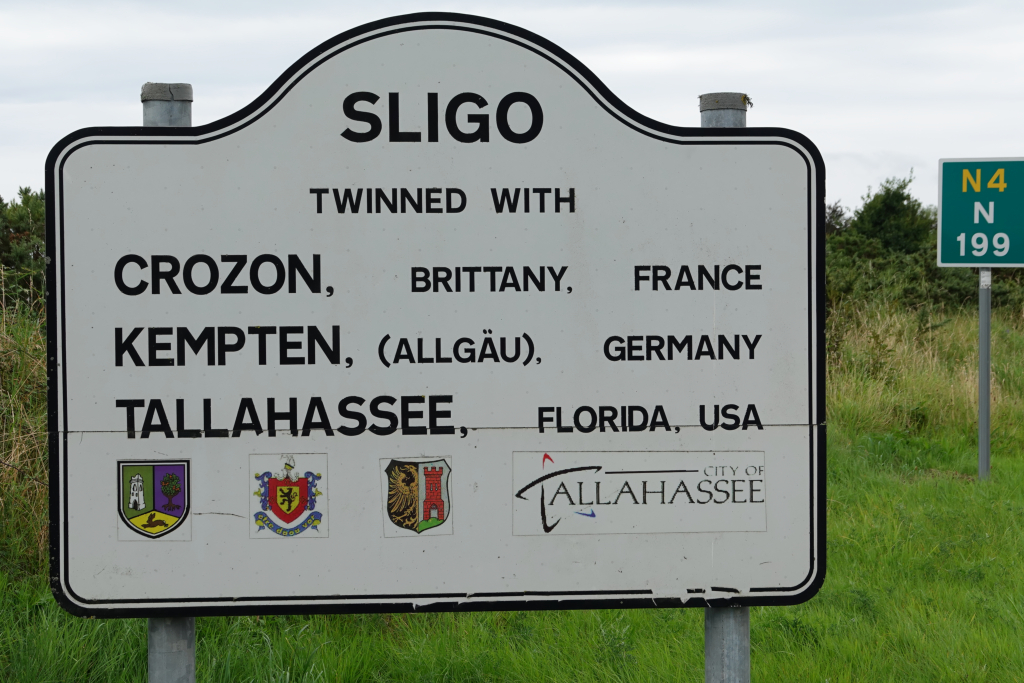 SLIGO
TWINNED WITH
CROZON, BRITTANY, FRANCE
KEMPTEN, (ALLGÄU), GERMANY
TALLAHASSEE, FLORIDA, USA
CITY OF
TALLAHASSEE
N4
N
199